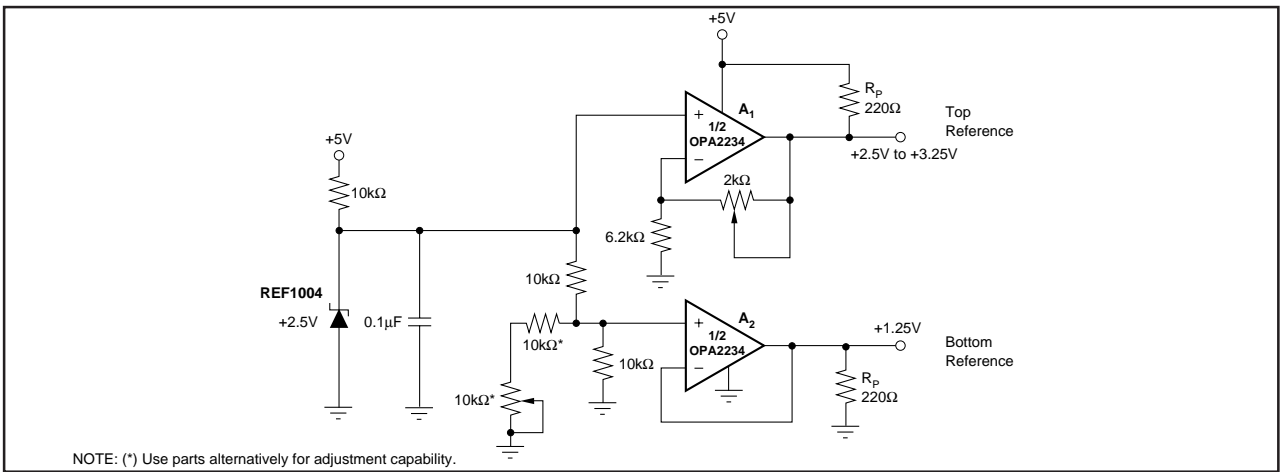 +5V
A1
RP
220Ω
Top
Reference
+
1/2
OPA2234
–
+2.5V to +3.25V
+5V
10kΩ
2kΩ
6.2kΩ
10kΩ
REF1004
+2.5V
0.1µF
A2
+
1/2
OPA2234
–
+1.25V
Bottom
Reference
10kΩ*
10kΩ
RP
220Ω
10kΩ*
NOTE: (*) Use parts alternatively for adjustment capability.